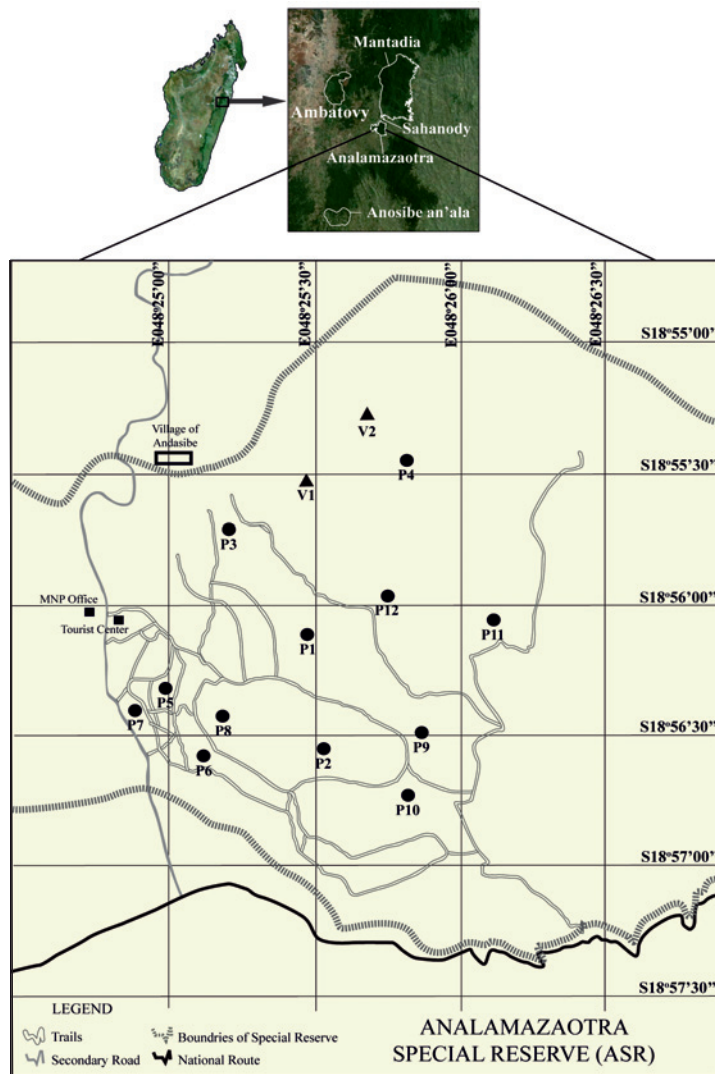 Mantadia
Ambatovy
Sahanody
Analamazaotra
Anosibe an'ala
E048°25'00"
E048°25'30"
E048°26'00"
E048°26'30"
S18°55'00"
Village of
Andasibe
V2
P4
S18°55'30"
V1
P3
P12
S18°56'00"
MNP Office
Tourist Center
P1
P11
P5
P7
P8
P6
P2
P9
S18°56'30"
P10
S18°57'00"
S18°57'30"
LEGEND
Trails
Boundries of Special Reserve
Secondary Road
National Route
ANALAMAZAOTRA
SPECIAL RESERVE (ASR)